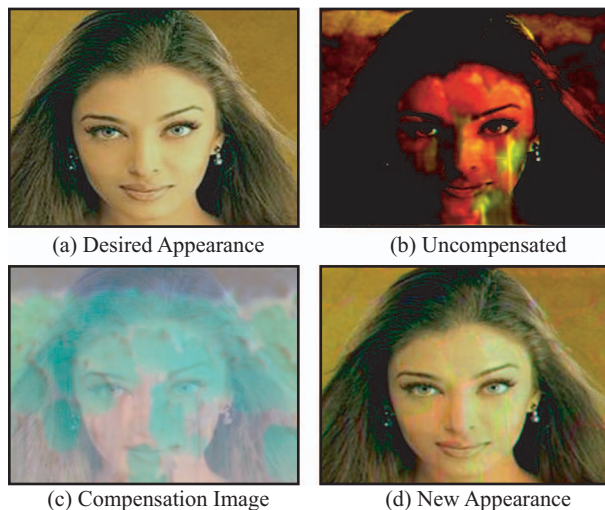 (a) Desired Appearance
(b) Uncompensated
(c) Compensation Image
(d) New Appearance